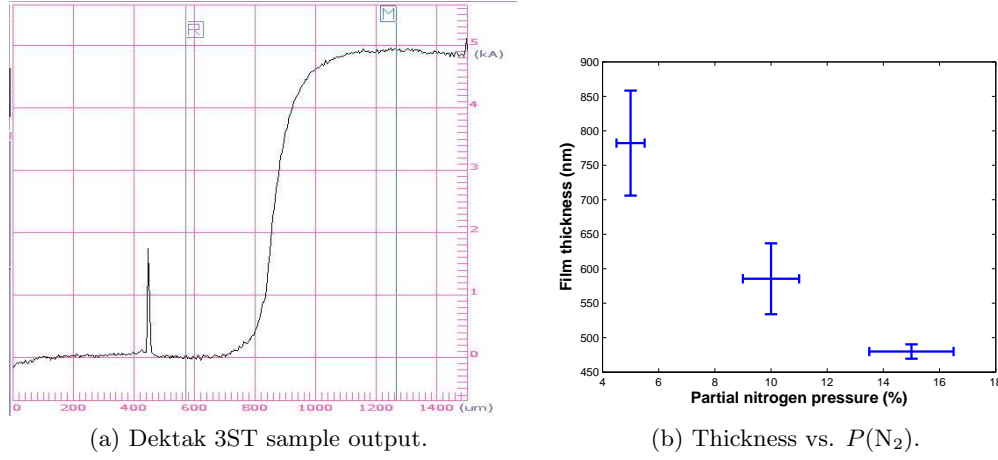 R
M
5
(kA)
4
3
2
1
0
0 200 400 600 800 1000 1200 1400 (um)
(a) Dektak 3ST sample output.
900
850
800
750
700
650
600
550
500
450
Film thickness (nm)
4 6 8 10 12 14 16 18
Partial nitrogen pressure (%)
(b) Thickness vs. P(N₂).